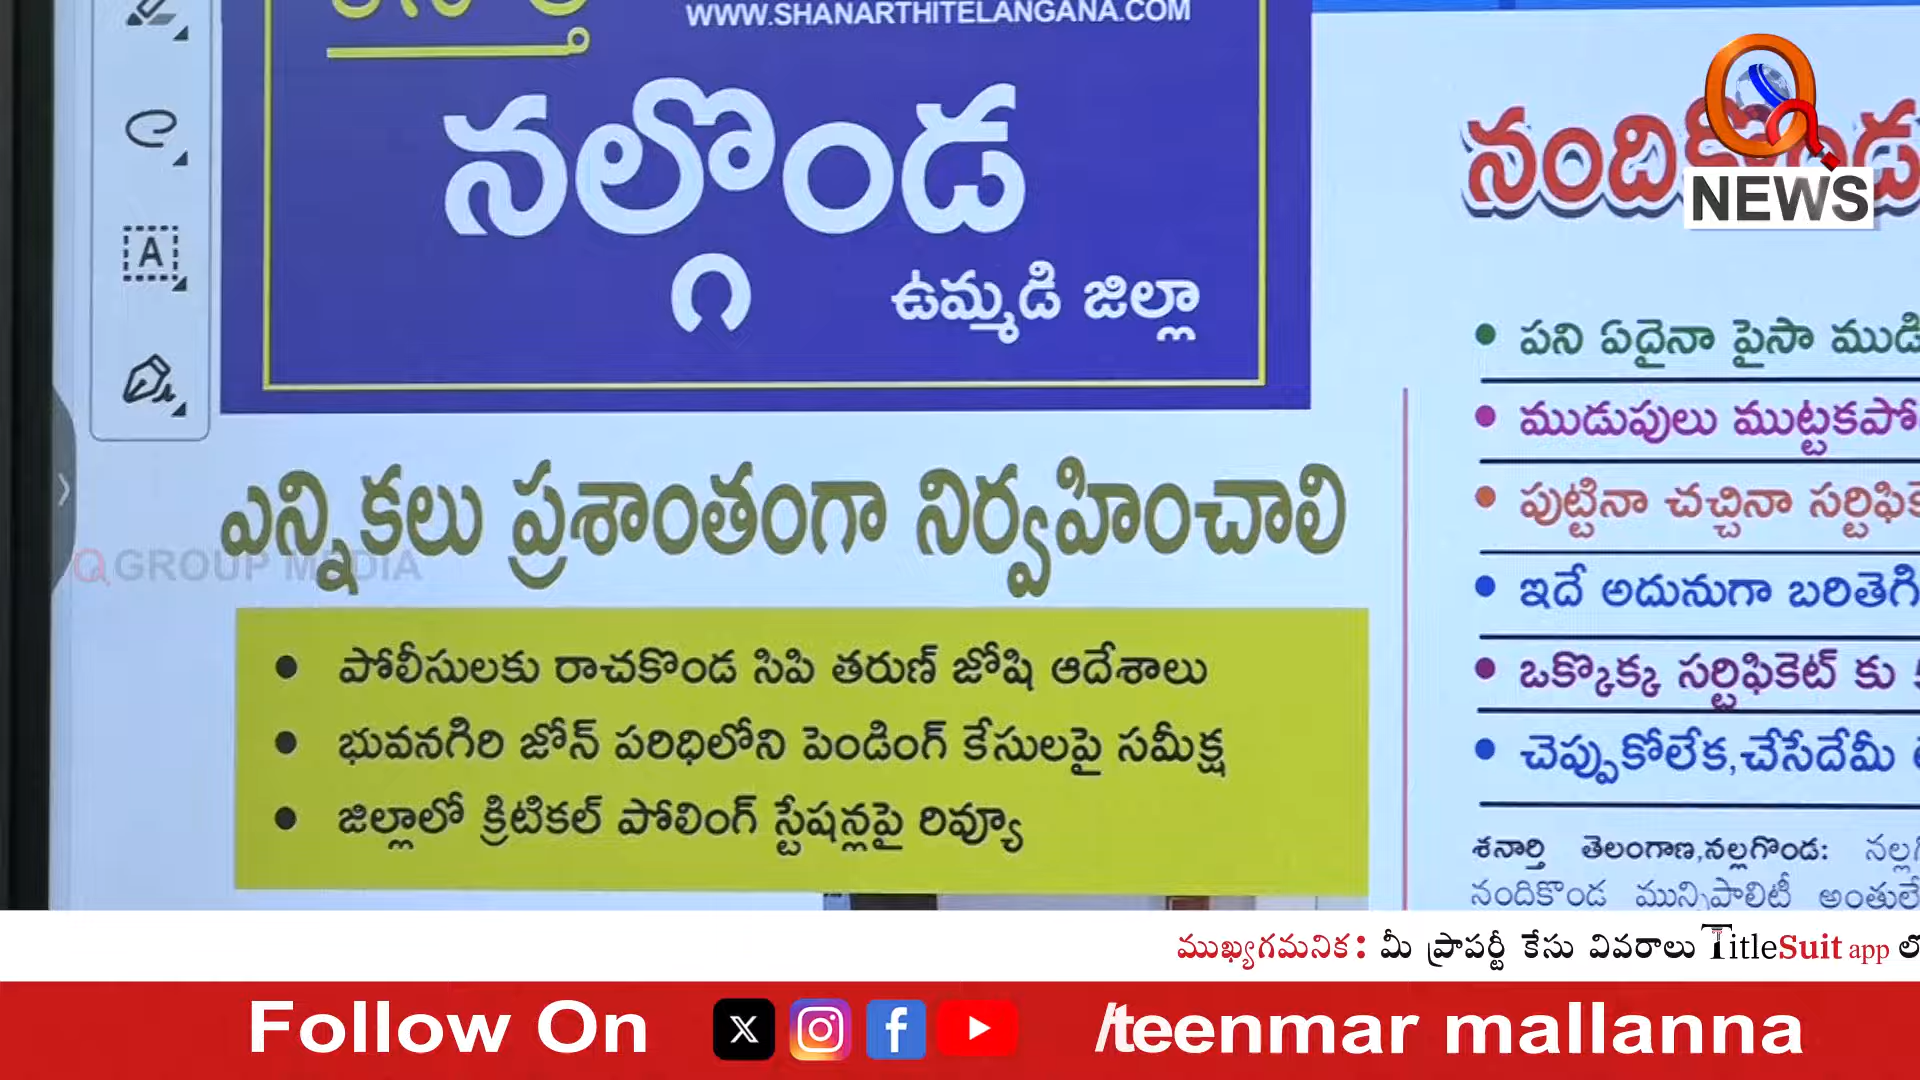 WWW.SHANARTHITELANGANA.COM
నల్గొండ
ఉమ్మడి జిల్లా
NEWS
ఎన్నికలు ప్రశాంతంగా నిర్వహించాలి
Q GROUP MEDIA
• పోలీసులకు రాచకొండ సిపి తరుణ్ జోషి ఆదేశాలు
• భువనగిరి జోన్ పరిధిలోని పెండింగ్ కేసులపై సమీక్ష
• జిల్లాలో క్రిటికల్ పోలింగ్ స్టేషన్లపై రివ్యూ
• పని ఏదైనా పైసా
• ముడుపులు
• పుట్టినా చచ్చినా
• ఇదే అదునుగా
• ఒక్కొక్క సర్టిఫికెట్ కు
• చెప్పుకోలేక,చేసేదేమీ
శనార్తి తెలంగాణ,నల్లగొండ:
నందికొండ మున్సిపాలిటీ
ముఖ్యగమనిక: మీ ప్రాపర్టీ కేసు వివరాలు TitleSuit app
Follow On /teenmar mallanna